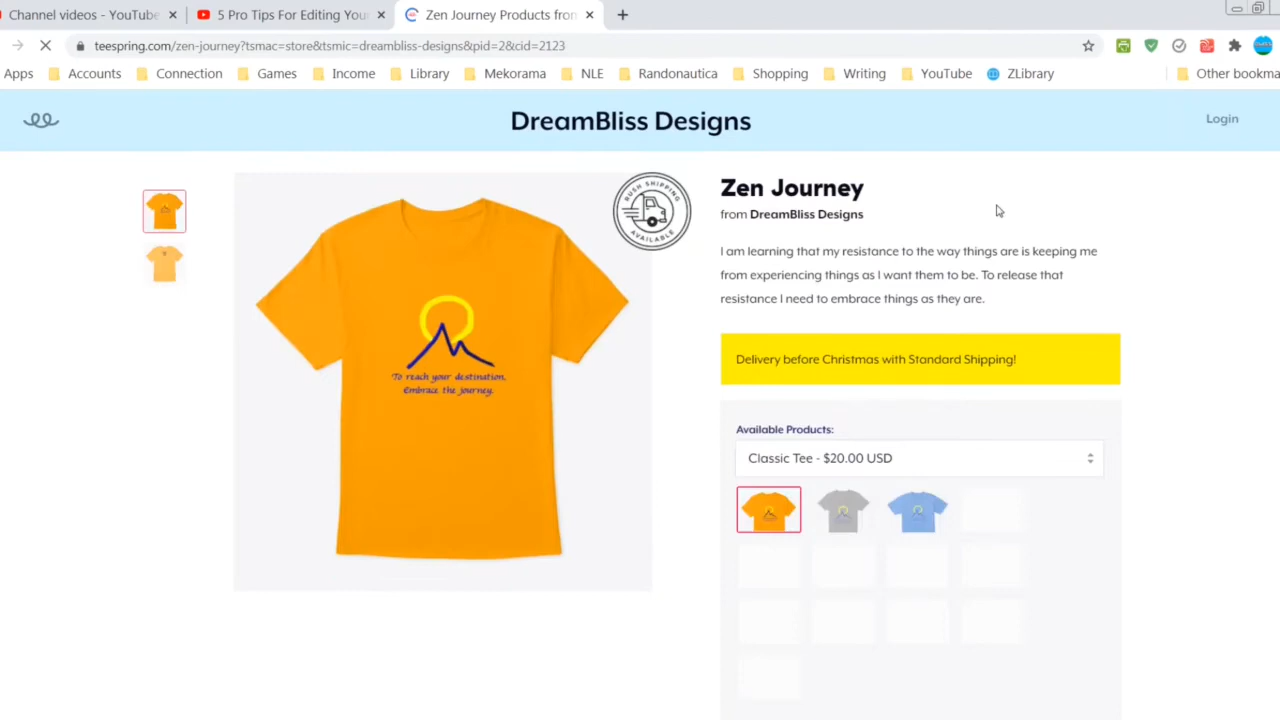 Channel videos - YouTube
5 Pro Tips For Editing You
Zen Journey Products from
teespring.com/zen-journey?tsmac=store&tsmic=dreambliss-designs&pid=2&cid=2123
Apps Accounts Connection Games Income Library Mekorama NLE Randonautica Shopping Writing YouTube ZLibrary Other bookma
DreamBliss Designs
Login
RUSH SHIPPING
AVAILABLE
Zen Journey
from DreamBliss Designs
I am learning that my resistance to the way things are is keeping me
from experiencing things as I want them to be. To release that
resistance I need to embrace things as they are.
Delivery before Christmas with Standard Shipping!
To reach your destination,
Embrace the journey.
Available Products:
Classic Tee - $20.00 USD